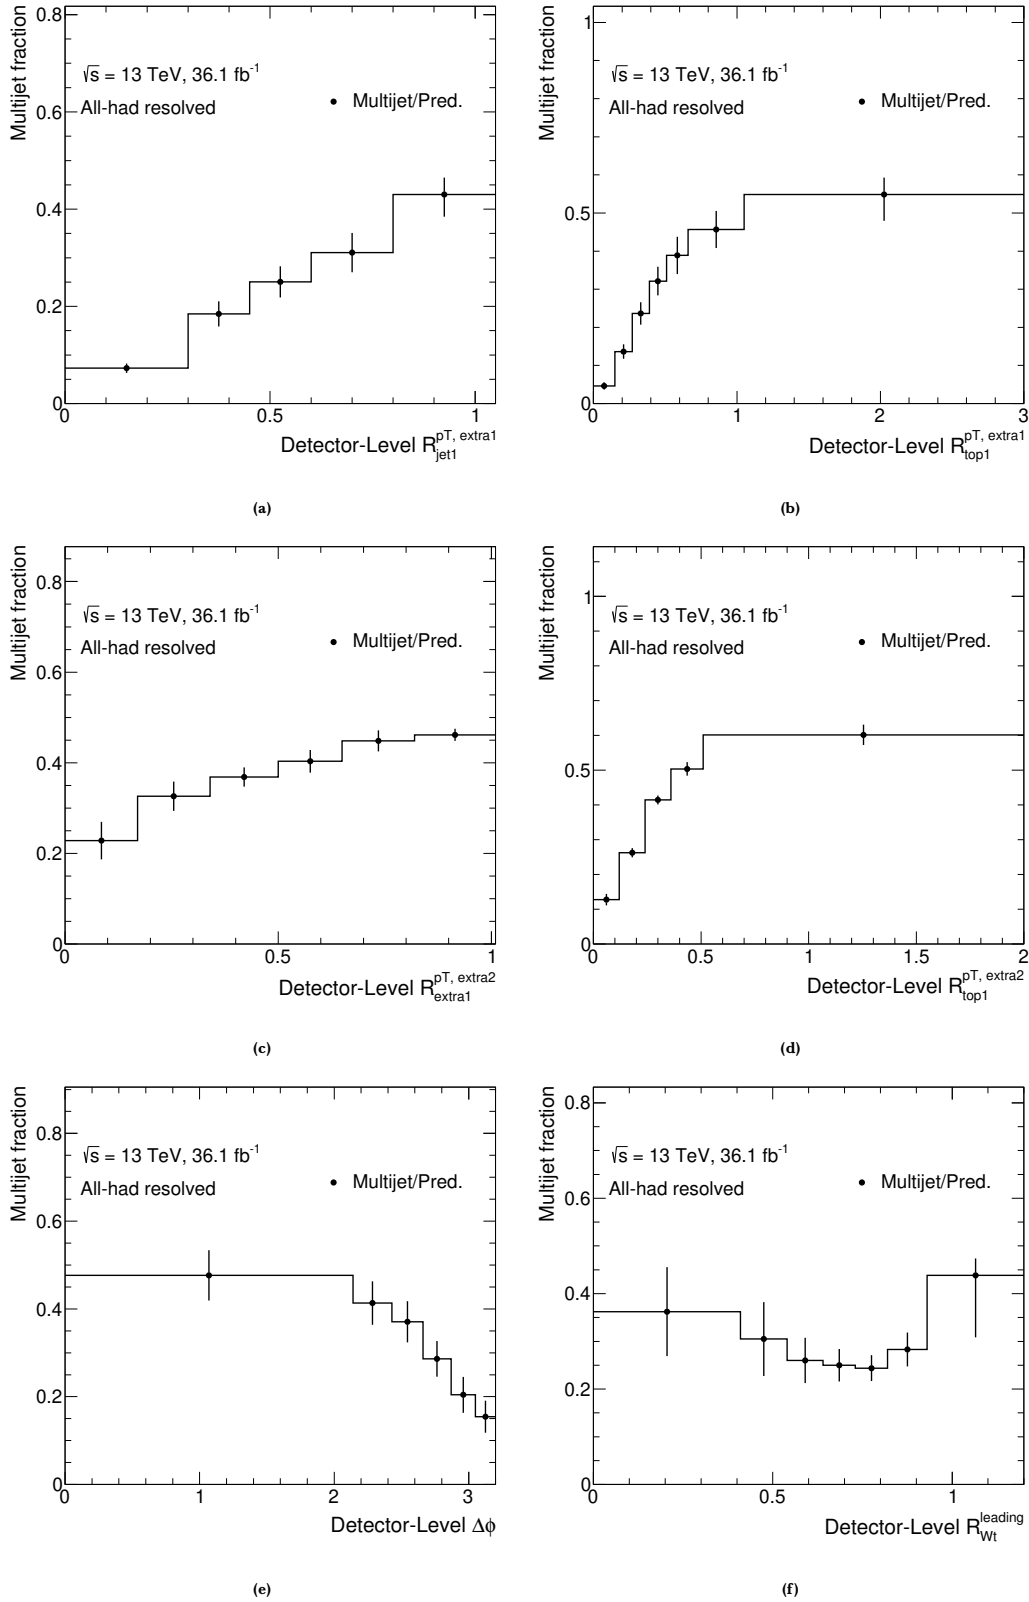 Multijet fraction
0.8
0.6
0.4
0.2
0
√s = 13 TeV, 36.1 fb⁻¹
All-had resolved
Multijet/Pred.
0 0.5 1
Detector-Level R_jet1^pT, extra1
(a)
Multijet fraction
1
0.5
0
√s = 13 TeV, 36.1 fb⁻¹
All-had resolved
Multijet/Pred.
0 1 2 3
Detector-Level R_top1^pT, extra1
(b)
Multijet fraction
0.8
0.6
0.4
0.2
0
√s = 13 TeV, 36.1 fb⁻¹
All-had resolved
Multijet/Pred.
0 0.5 1
Detector-Level R_extra1^pT, extra2
(c)
Multijet fraction
1
0.5
0
√s = 13 TeV, 36.1 fb⁻¹
All-had resolved
Multijet/Pred.
0 0.5 1 1.5 2
Detector-Level R_top1^pT, extra2
(d)
Multijet fraction
0.8
0.6
0.4
0.2
0
√s = 13 TeV, 36.1 fb⁻¹
All-had resolved
Multijet/Pred.
0 1 2 3
Detector-Level Δϕ
(e)
Multijet fraction
0.8
0.6
0.4
0.2
0
√s = 13 TeV, 36.1 fb⁻¹
All-had resolved
Multijet/Pred.
0 0.5 1
Detector-Level R_Wt^leading
(f)